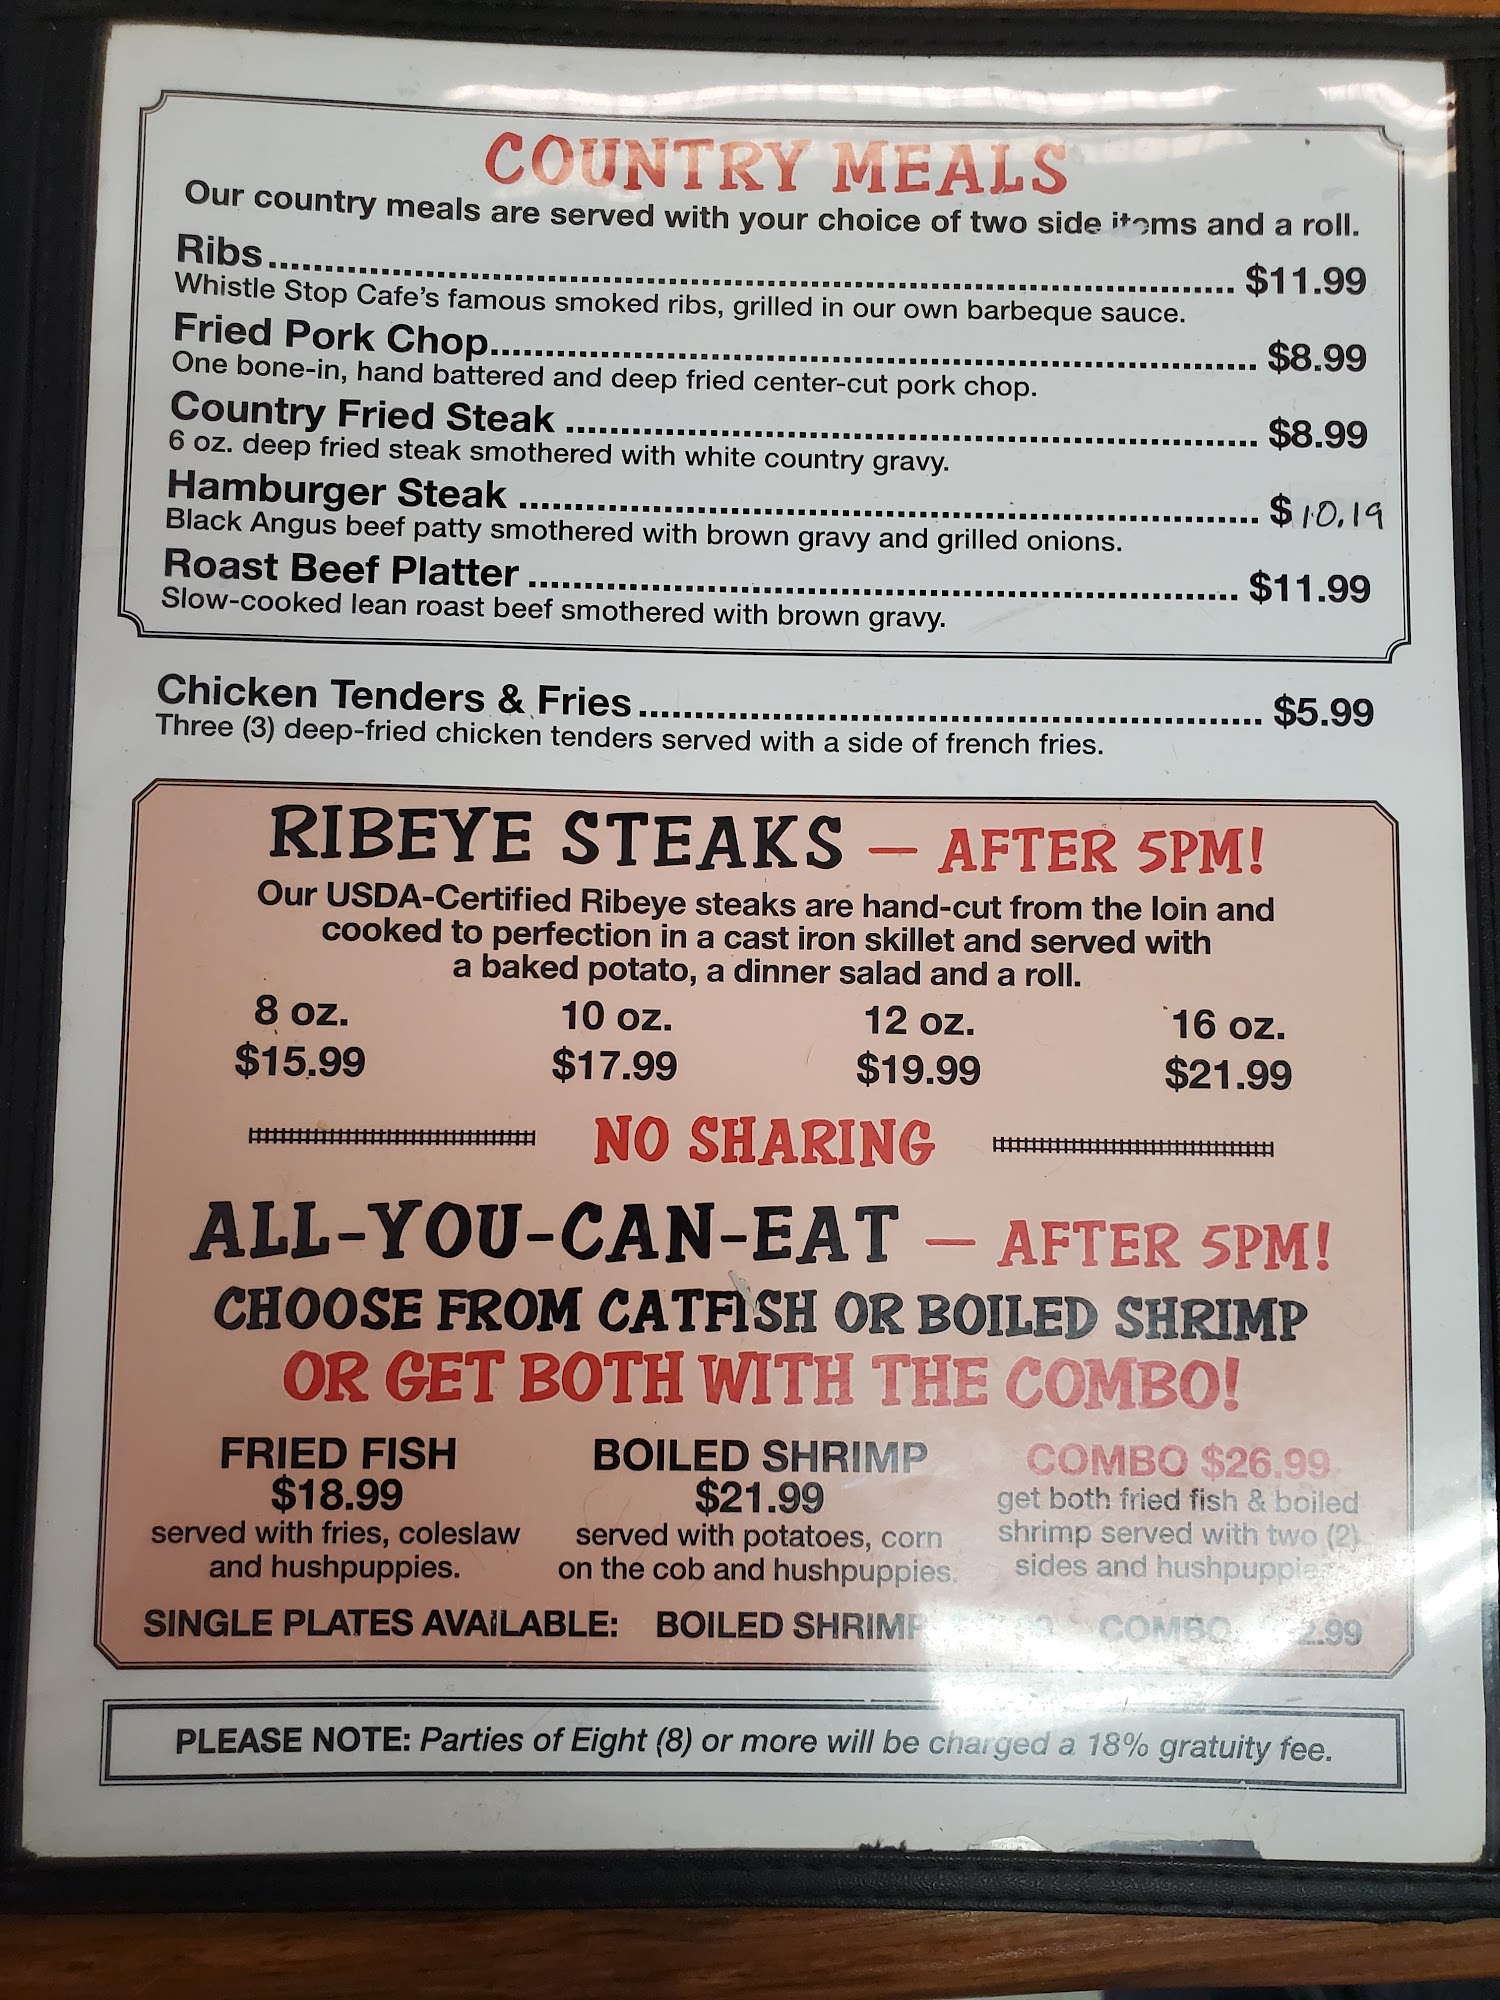 COUNTRY MEALS
Our country meals are served with your choice of two side items and a roll.
Ribs........ $11.99
Whistle Stop Cafe's famous smoked ribs, grilled in our own barbeque sauce.
Fried Pork Chop........ $8.99
One bone-in, hand battered and deep fried center-cut pork chop.
Country Fried Steak ........ $8.99
6 oz. deep fried steak smothered with white country gravy.
Hamburger Steak ........ $10.19
Black Angus beef patty smothered with brown gravy and grilled onions.
Roast Beef Platter ........ $11.99
Slow-cooked lean roast beef smothered with brown gravy.
Chicken Tenders & Fries........ $5.99
Three (3) deep-fried chicken tenders served with a side of french fries.
RIBEYE STEAKS — AFTER 5PM!
Our USDA-Certified Ribeye steaks are hand-cut from the loin and
cooked to perfection in a cast iron skillet and served with
a baked potato, a dinner salad and a roll.
8 oz. 10 oz. 12 oz. 16 oz.
$15.99 $17.99 $19.99 $21.99
NO SHARING
ALL-YOU-CAN-EAT — AFTER 5PM!
CHOOSE FROM CATFISH OR BOILED SHRIMP
OR GET BOTH WITH THE COMBO!
FRIED FISH
$18.99
served with fries, coleslaw
and hushpuppies.
BOILED SHRIMP
$21.99
served with potatoes, corn
on the cob and hushpuppies.
COMBO $26.99
get both fried fish & boiled
shrimp served with two (2)
sides and hushpuppies
SINGLE PLATES AVAILABLE: BOILED SHRIMP COMBO
PLEASE NOTE: Parties of Eight (8) or more will be charged a 18% gratuity fee.